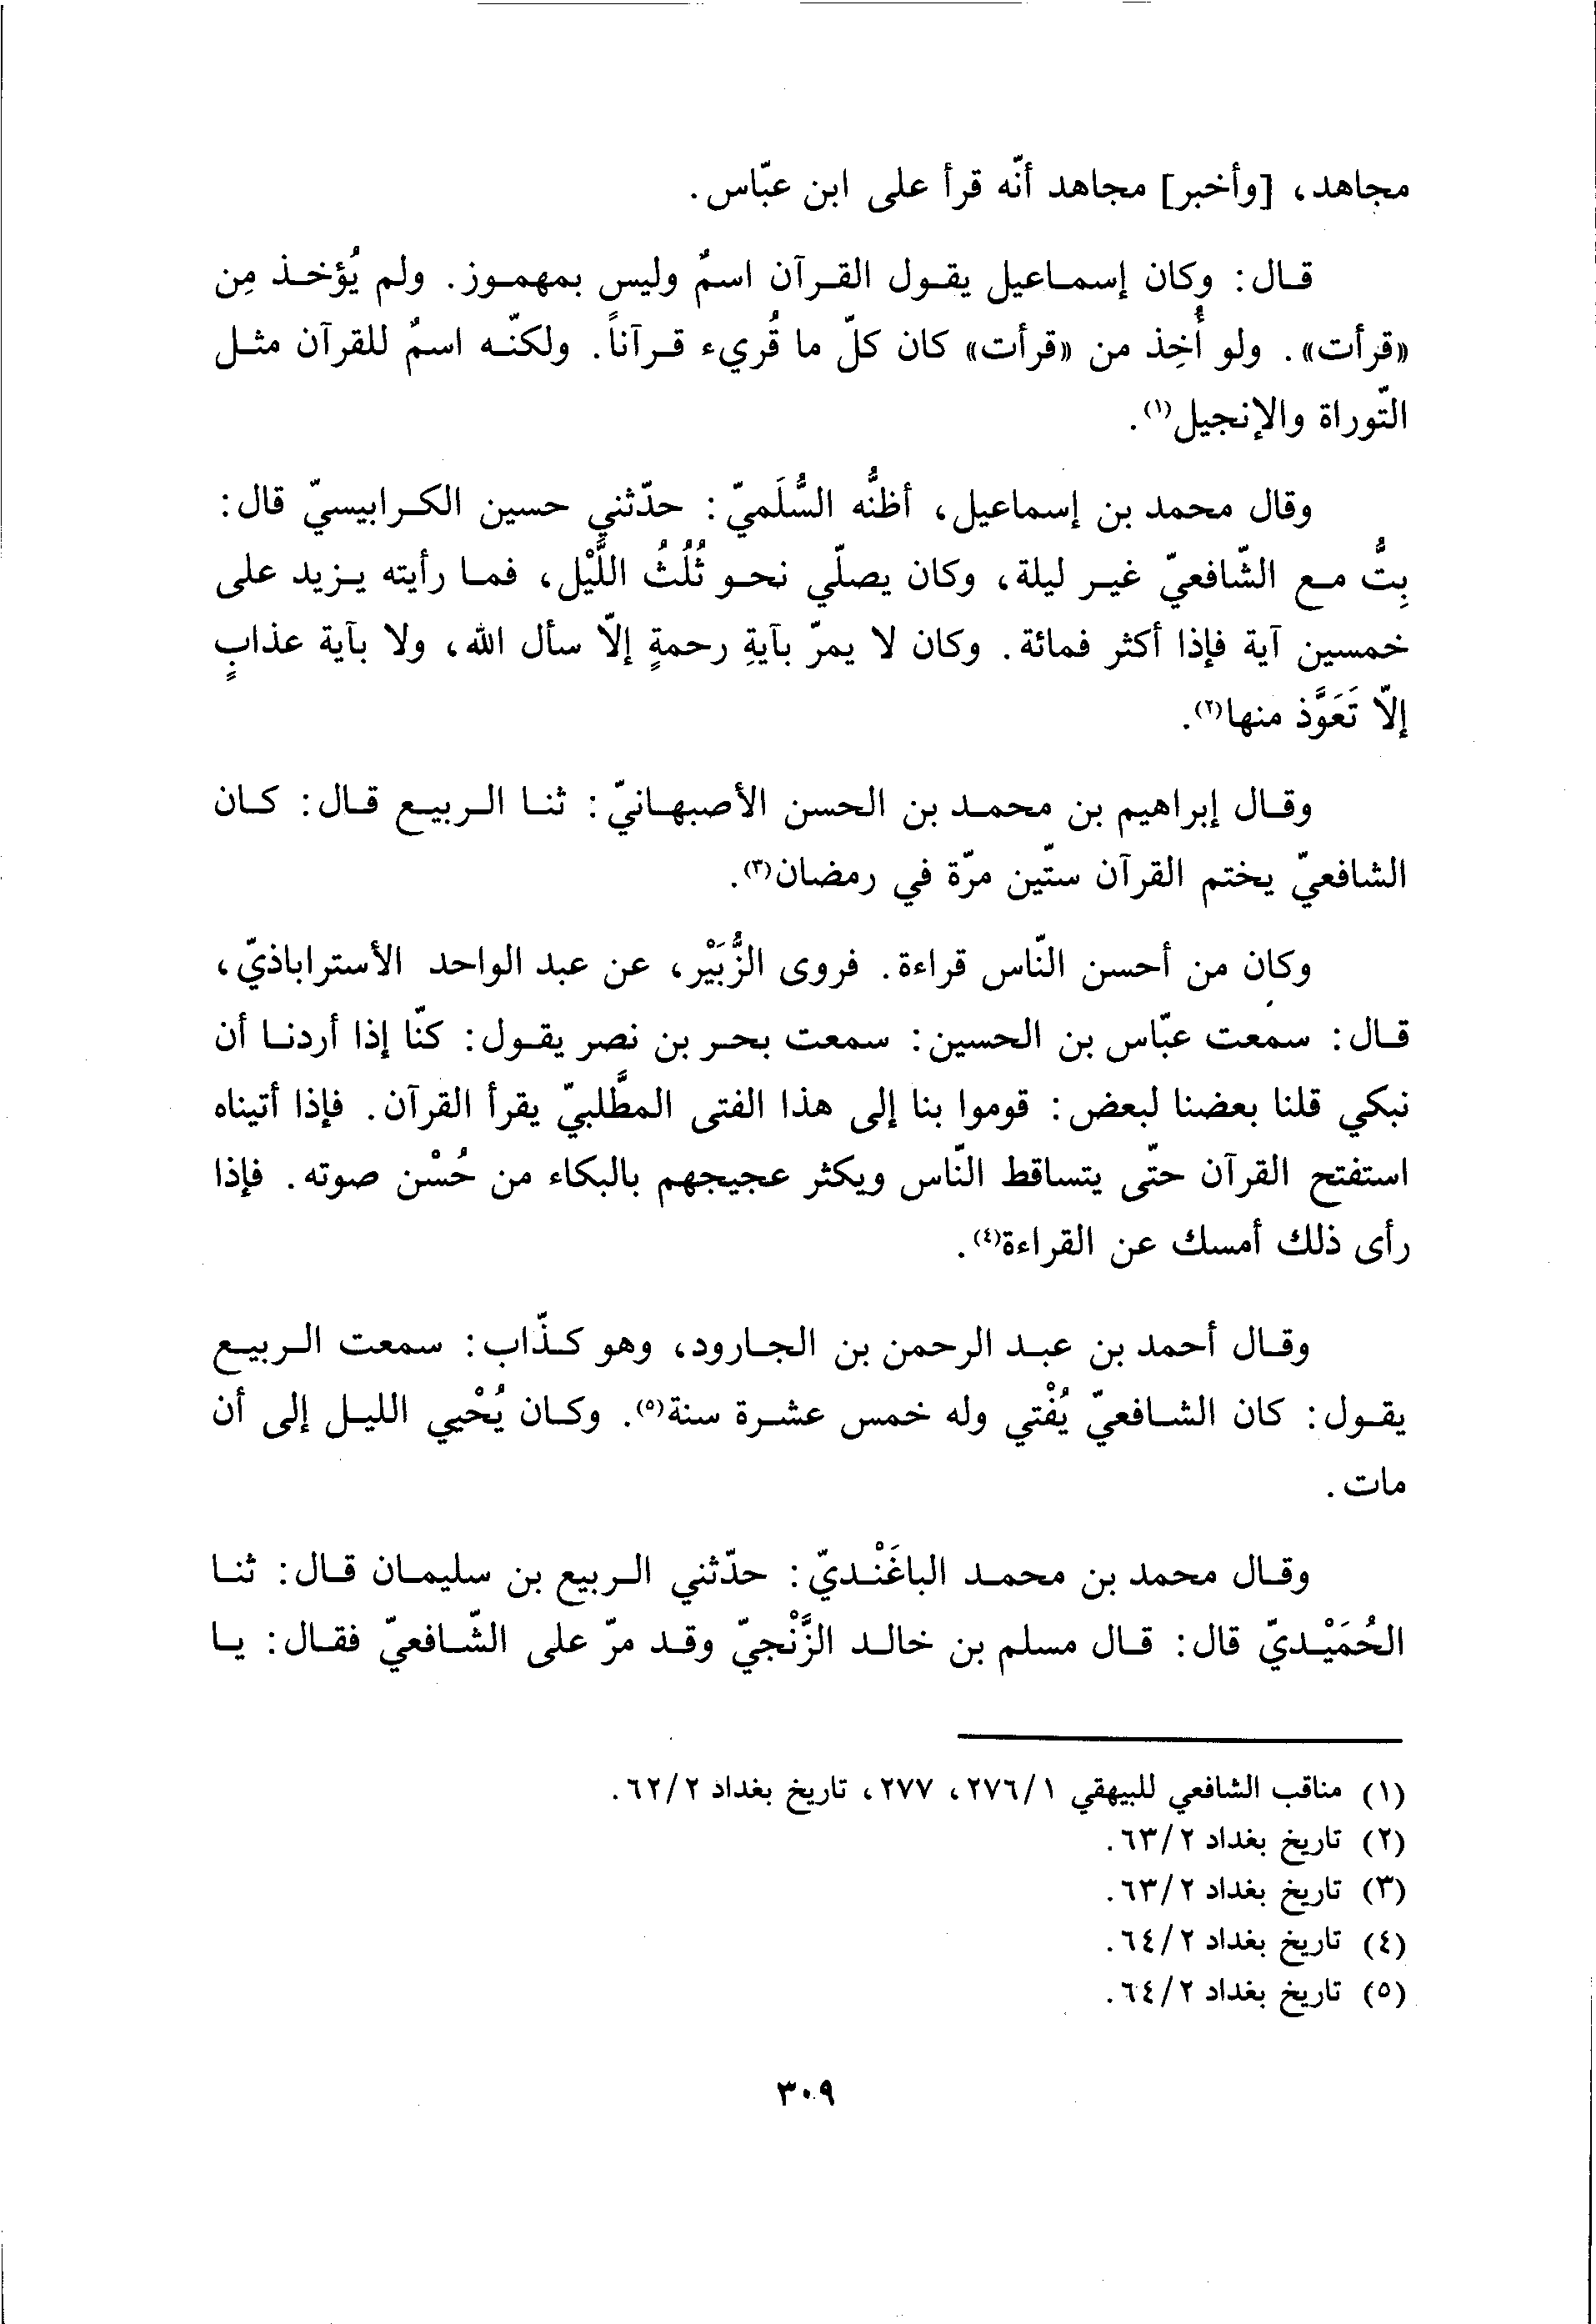 مجاهد، [وأخبر] مجاهد أنّه قرأ على ابن عبّاس.
قال: وكان إسماعيل يقول القرآن اسمٌ وليس بمهموز. ولم يُؤخذ مِن
«قرأت». ولو أُخِذ من «قرأت» كان كلّ ما قُريء قرآناً. ولكنّه اسمٌ للقرآن مثل
التّوراة والإنجيل(١).
وقال محمد بن إسماعيل، أظنُّه السُّلَميّ: حدّثني حسين الكرابيسيّ قال:
بِتُّ مع الشّافعيّ غير ليلة، وكان يصلّي نحو ثُلُثُ اللَّيْل، فما رأيته يزيد على
خمسين آية فإذا أكثر فمائة. وكان لا يمرّ بآيةِ رحمةٍ إلّا سأل الله، ولا بآية عذابٍ
إلّا تَعَوَّذ منها(٢).
وقال إبراهيم بن محمد بن الحسن الأصبهانيّ: ثنا الربيع قال: كان
الشافعيّ يختم القرآن ستّين مرّة في رمضان(٣).
وكان من أحسن النّاس قراءة. فروى الزُّبَيْر، عن عبد الواحد الأستراباذيّ،
قال: سمعت عبّاس بن الحسين: سمعت بحر بن نصر يقول: كنّا إذا أردنا أن
نبكي قلنا بعضنا لبعض: قوموا بنا إلى هذا الفتى المطَّلبيّ يقرأ القرآن. فإذا أتيناه
استفتح القرآن حتّى يتساقط النّاس ويكثر عجيجهم بالبكاء من حُسْن صوته. فإذا
رأى ذلك أمسك عن القراءة(٤).
وقال أحمد بن عبد الرحمن بن الجارود، وهو كذّاب: سمعت الربيع
يقول: كان الشافعيّ يُفْتي وله خمس عشرة سنة(٥). وكان يُحْيي الليل إلى أن
مات.
وقال محمد بن محمد الباغَنْديّ: حدّثني الربيع بن سليمان قال: ثنا
الحُمَيْديّ قال: قال مسلم بن خالد الزَّنْجيّ وقد مرّ على الشّافعيّ فقال: يا
(١) مناقب الشافعي للبيهقي ٢٧٦/١، ٢٧٧، تاريخ بغداد ٦٢/٢.
(٢) تاريخ بغداد ٦٣/٢.
(٣) تاريخ بغداد ٦٣/٢.
(٤) تاريخ بغداد ٦٤/٢.
(٥) تاريخ بغداد ٦٤/٢.
٣٠٩